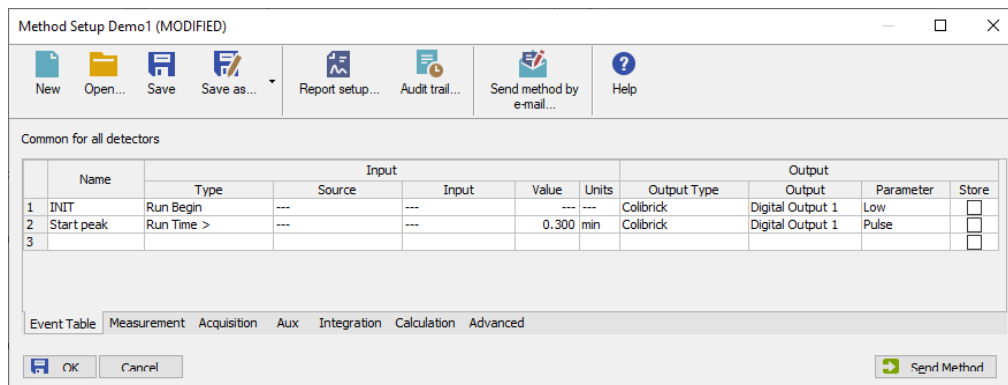 Method Setup Demo1 (MODIFIED)
New Open... Save Save as... Report setup... Audit trail... Send method by e-mail... Help
Common for all detectors
Name Input Output
Type Source Input Value Units Output Type Output Parameter Store
1 INIT Run Begin --- --- --- --- Colibrick Digital Output 1 Low
2 Start peak Run Time > --- --- 0.300 min Colibrick Digital Output 1 Pulse
3
Event Table Measurement Acquisition Aux Integration Calculation Advanced
OK Cancel Send Method